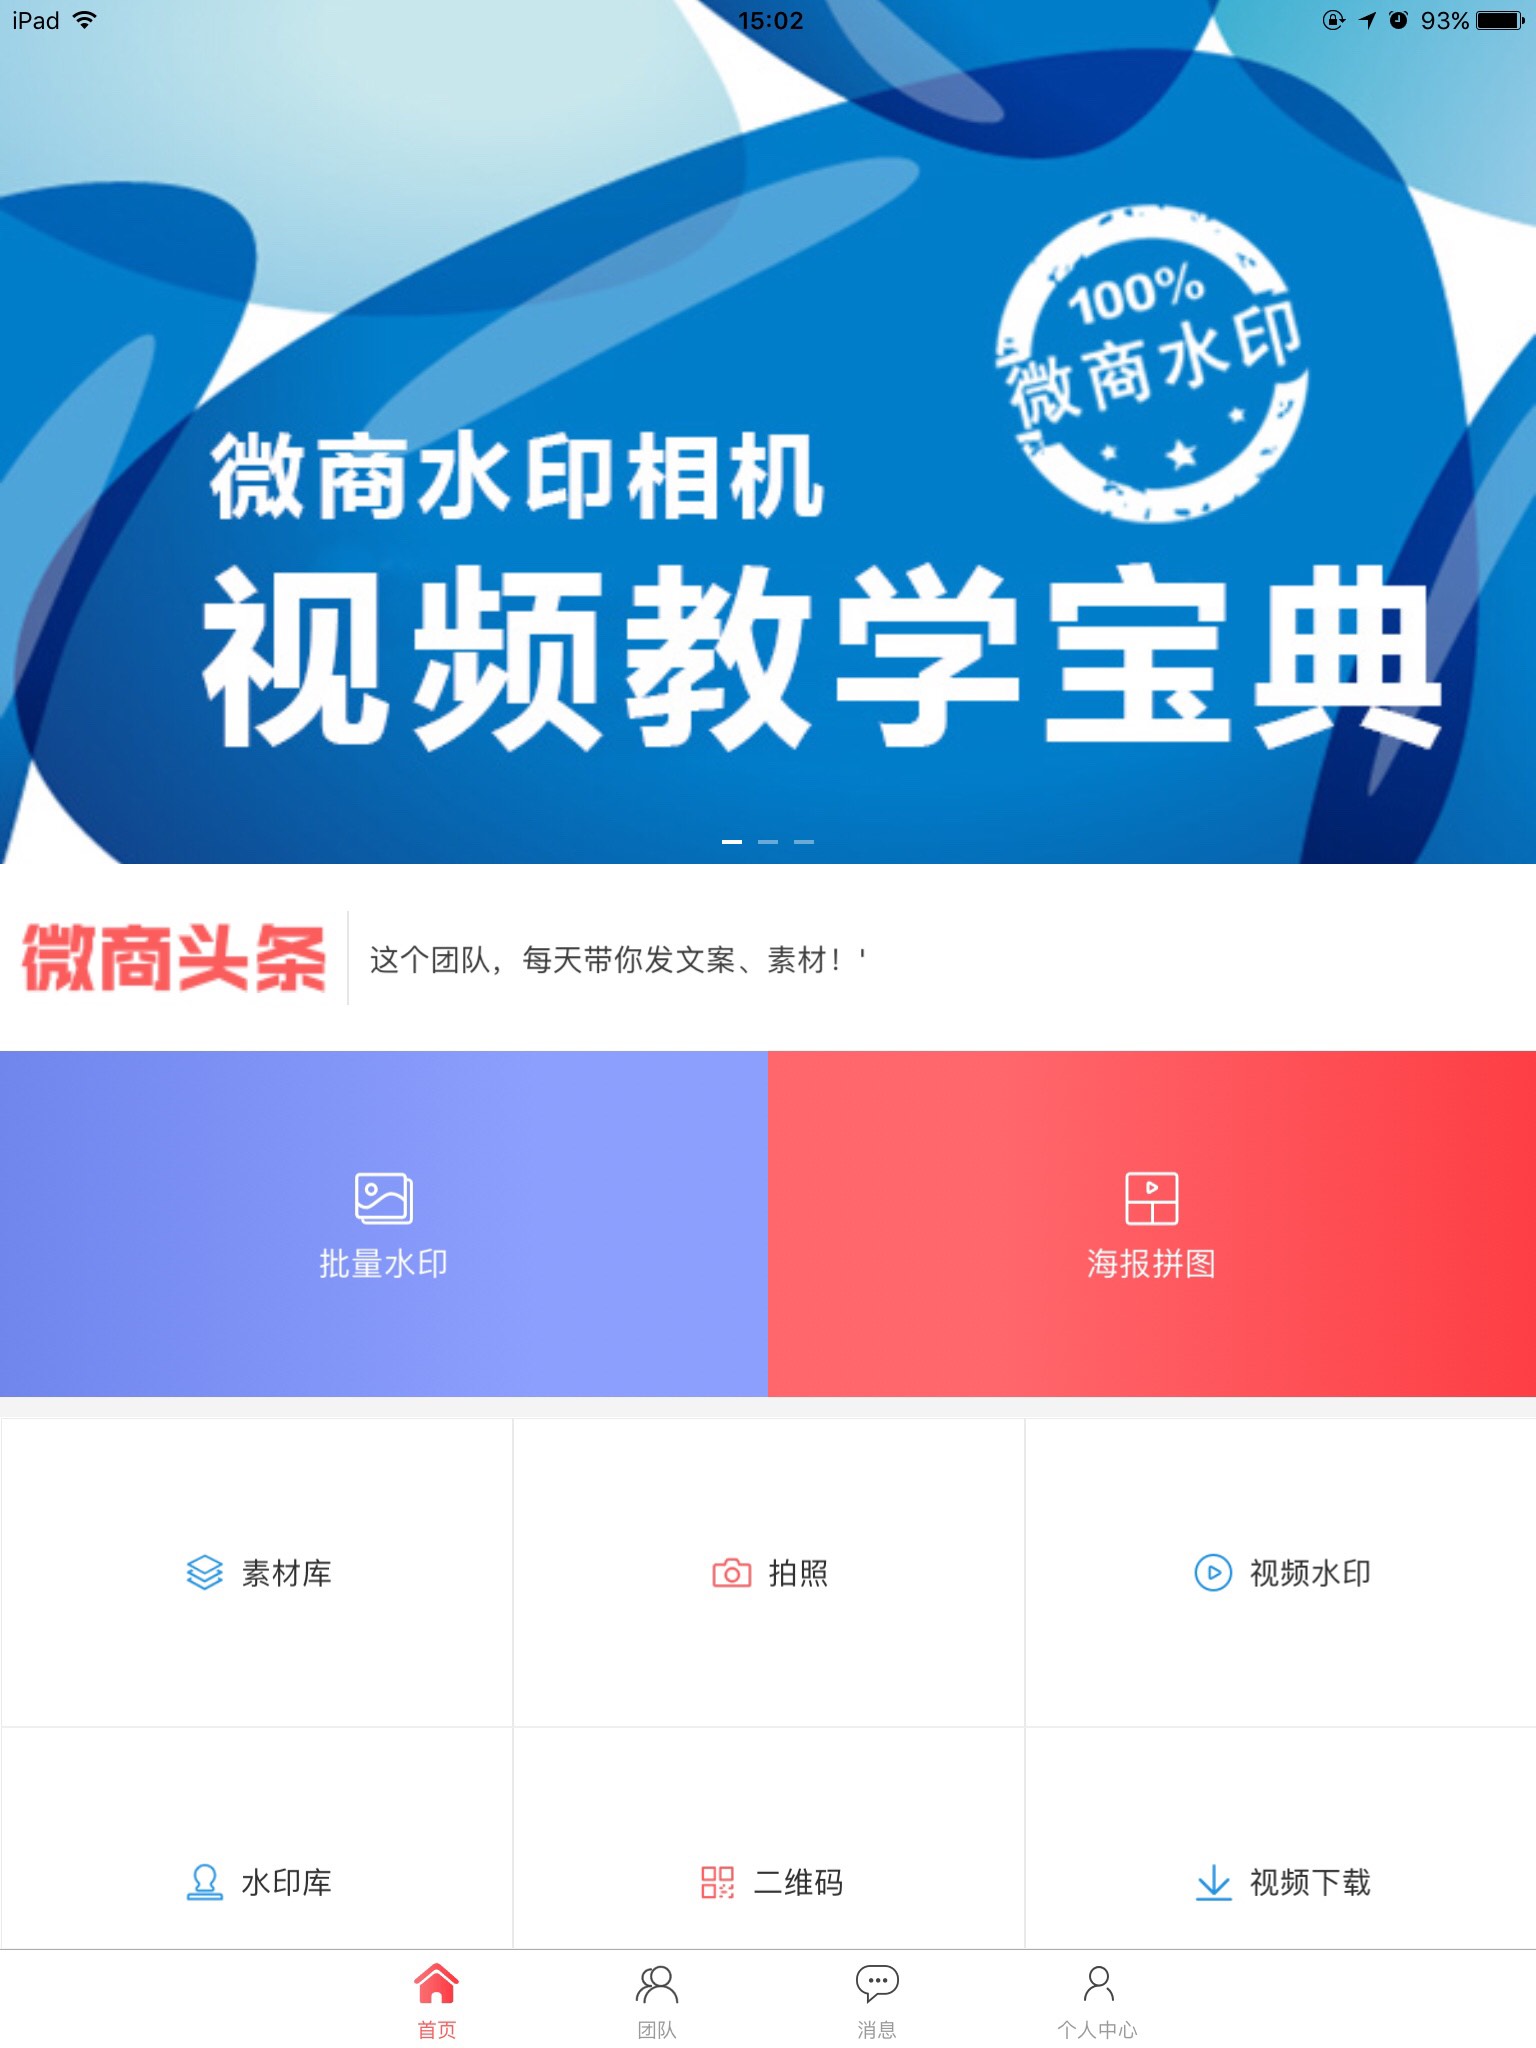 iPad 15:02 93%
100%
微商水印
微商水印相机
视频教学宝典
微商头条 这个团队，每天带你发文案、素材！'
批量水印 海报拼图
素材库 拍照 视频水印
水印库 二维码 视频下载
首页 团队 消息 个人中心